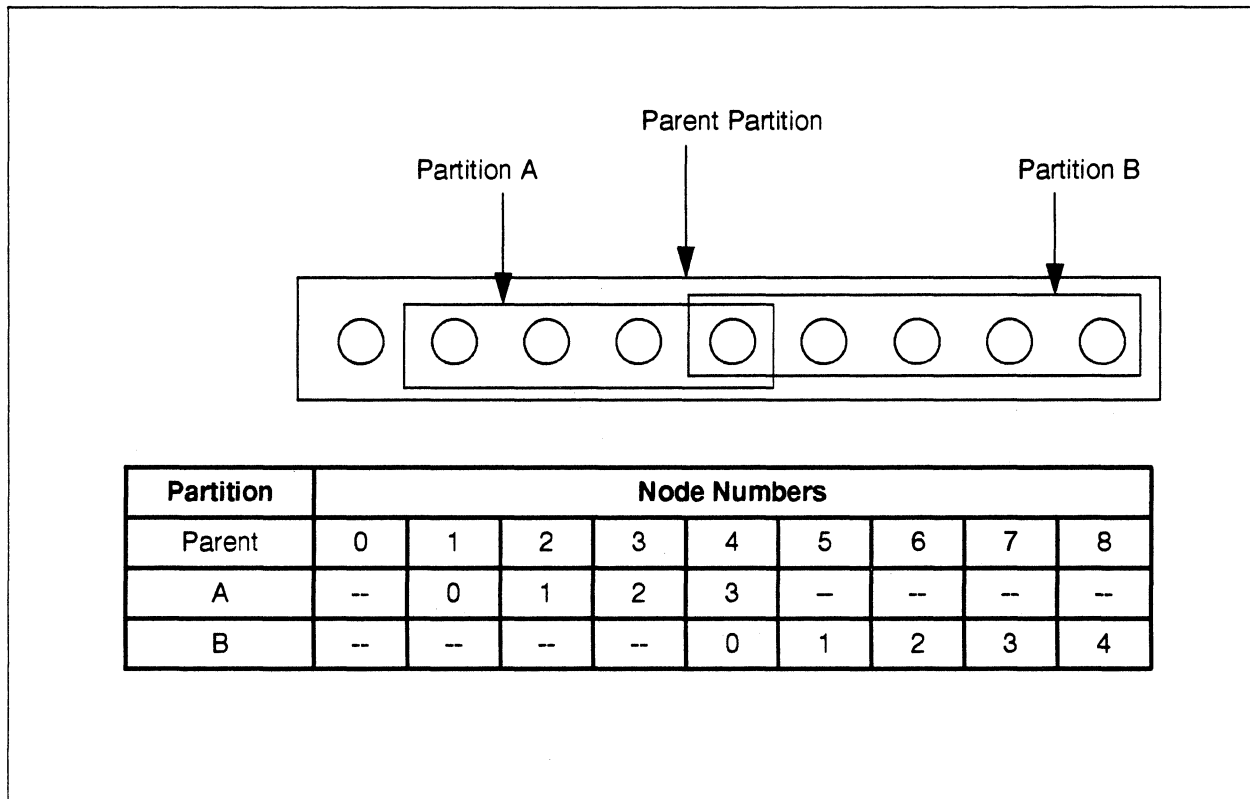 Parent Partition
Partition A
Partition B
Partition Node Numbers
Parent 0 1 2 3 4 5 6 7 8
A -- 0 1 2 3 – -- -- --
B -- -- -- -- 0 1 2 3 4